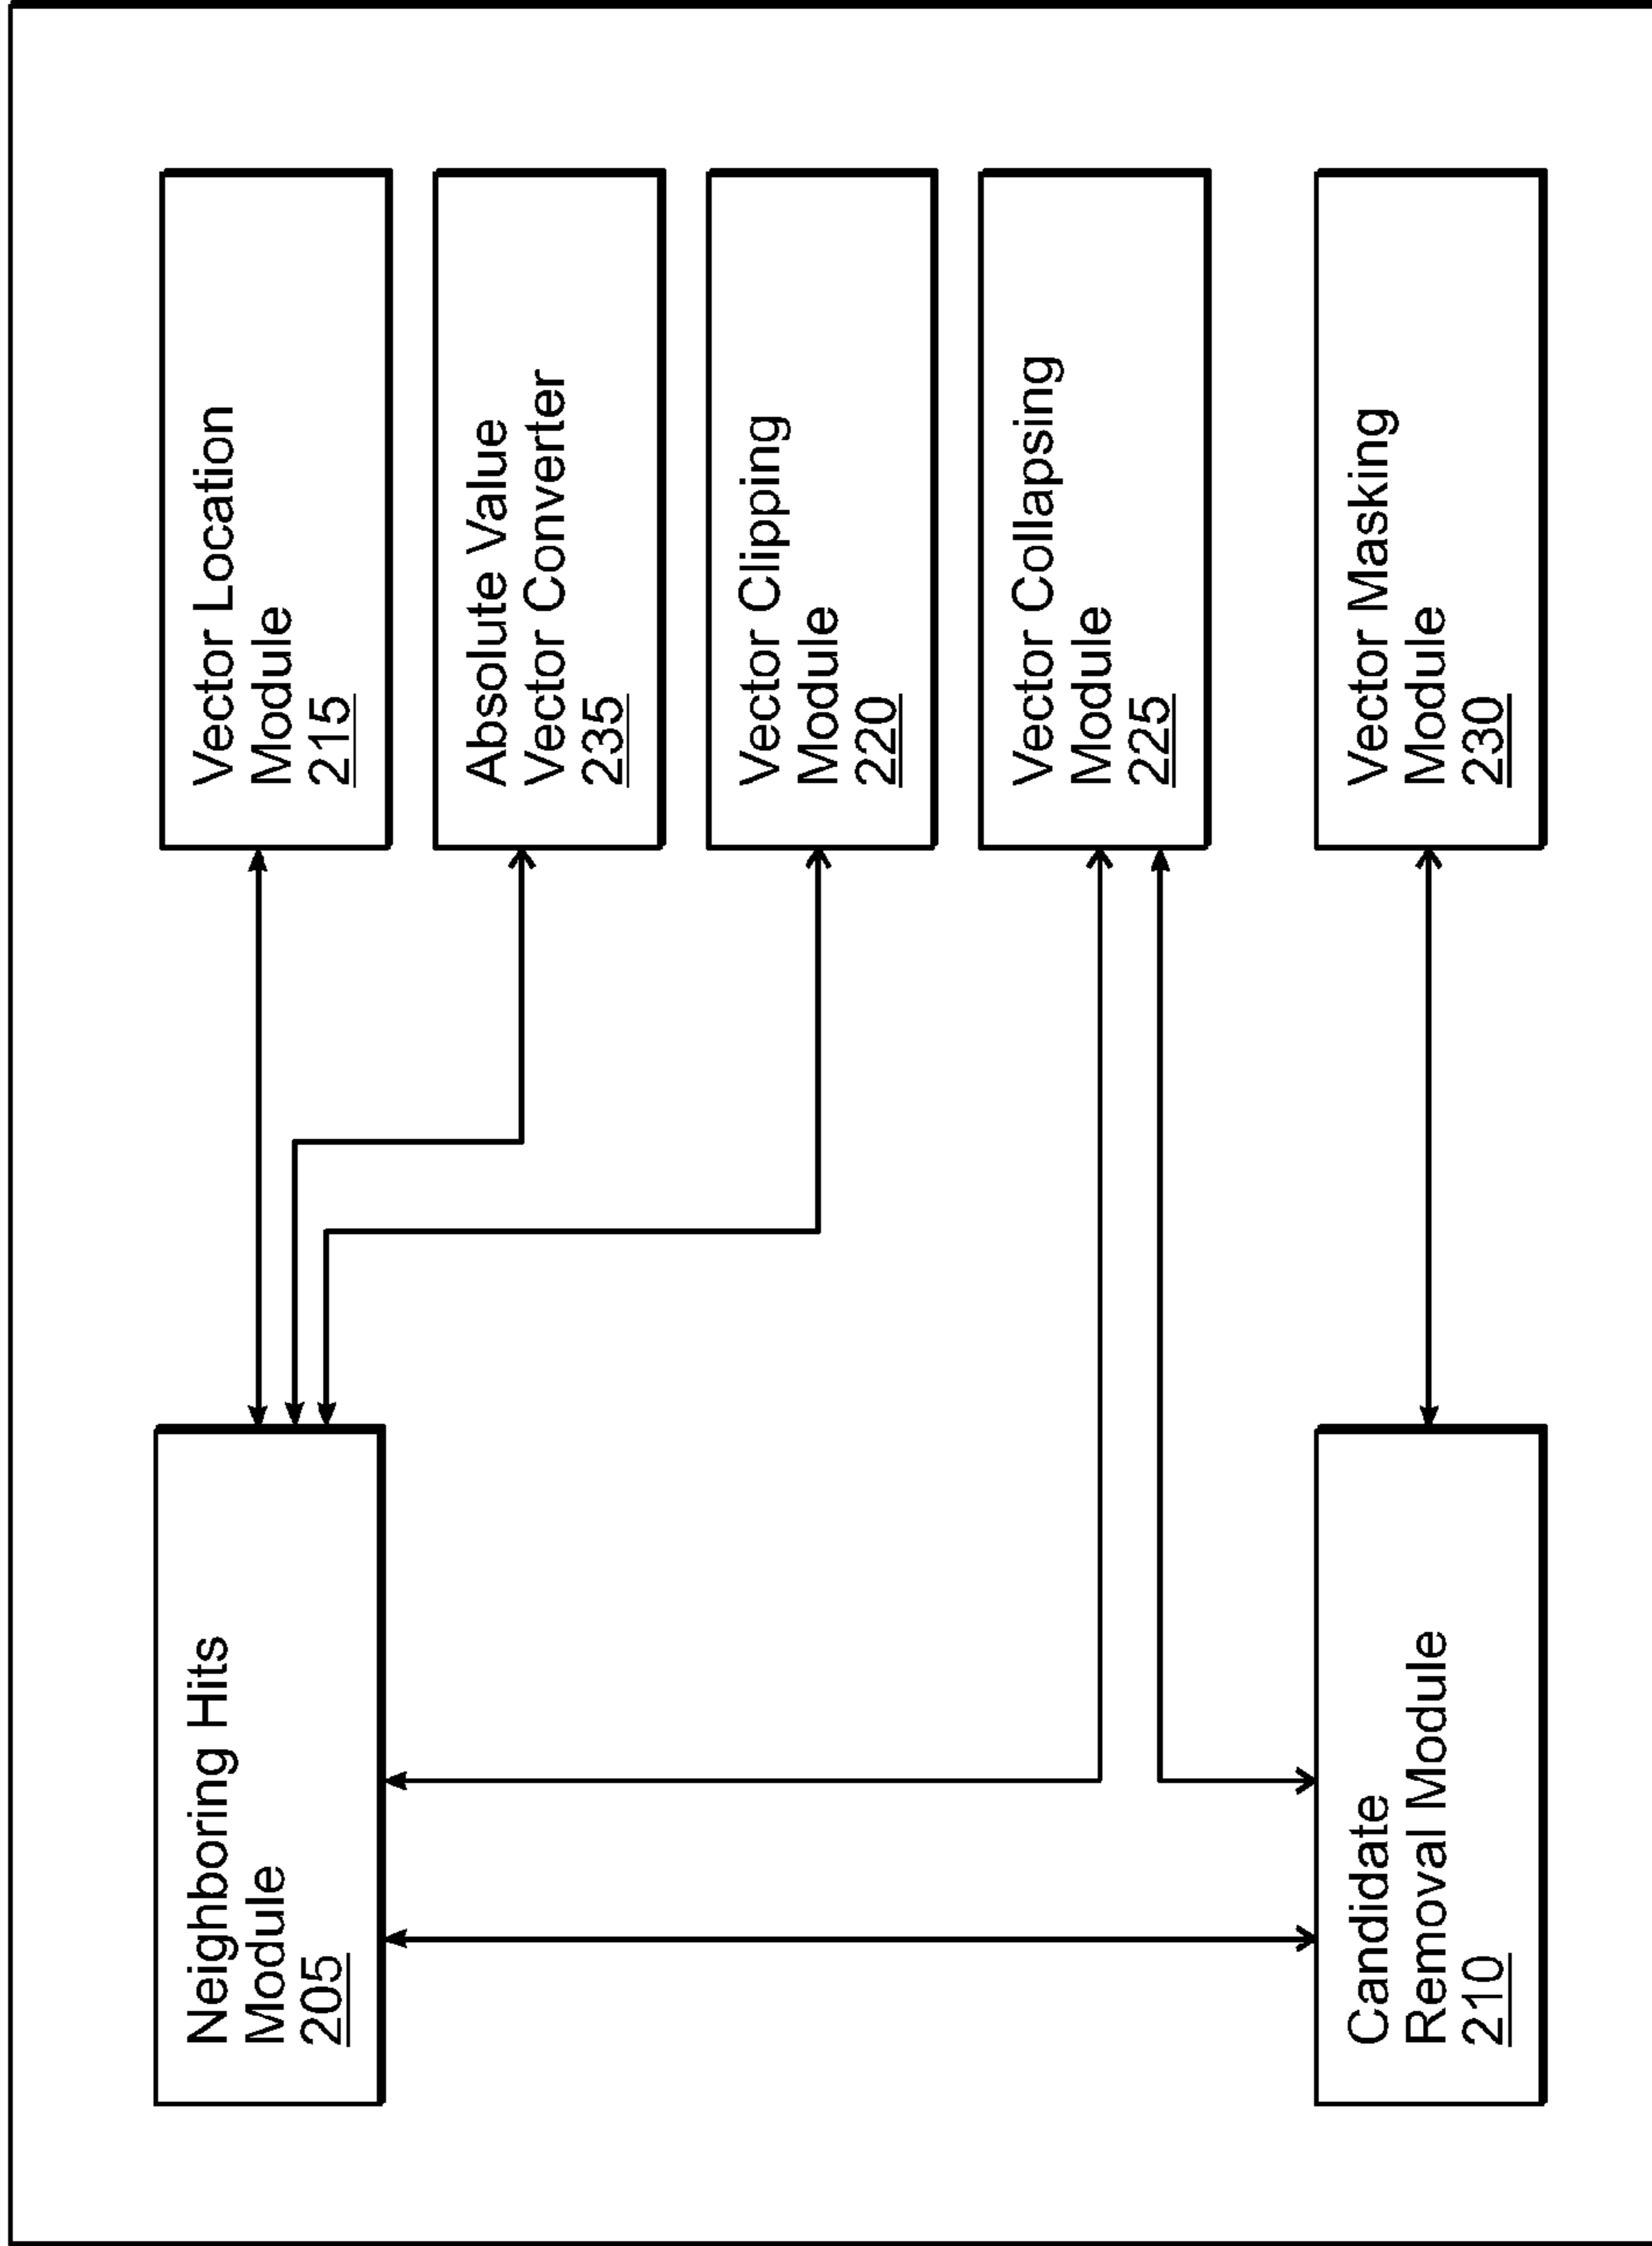 Neighboring Hits
Module
205
Candidate
Removal Module
210
Vector Location
Module
215
Absolute Value
Vector Converter
235
Vector Clipping
Module
220
Vector Collapsing
Module
225
Vector Masking
Module
230